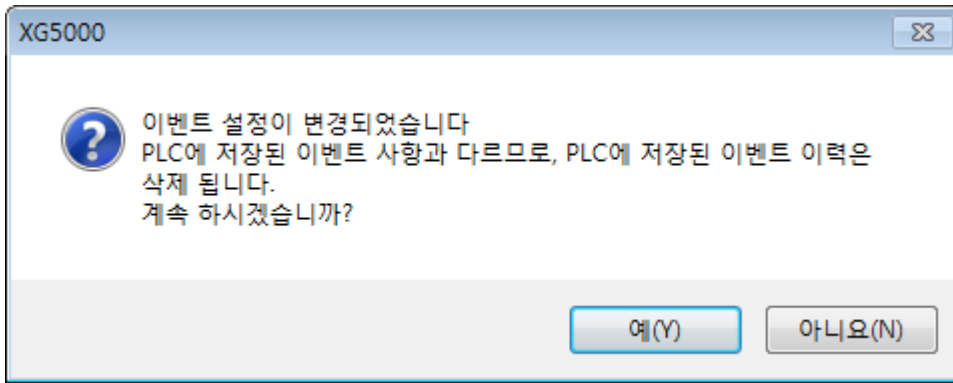 XG5000
이벤트 설정이 변경되었습니다
PLC에 저장된 이벤트 사항과 다르므로, PLC에 저장된 이벤트 이력은
삭제 됩니다.
계속 하시겠습니까?
예(Y) 아니요(N)